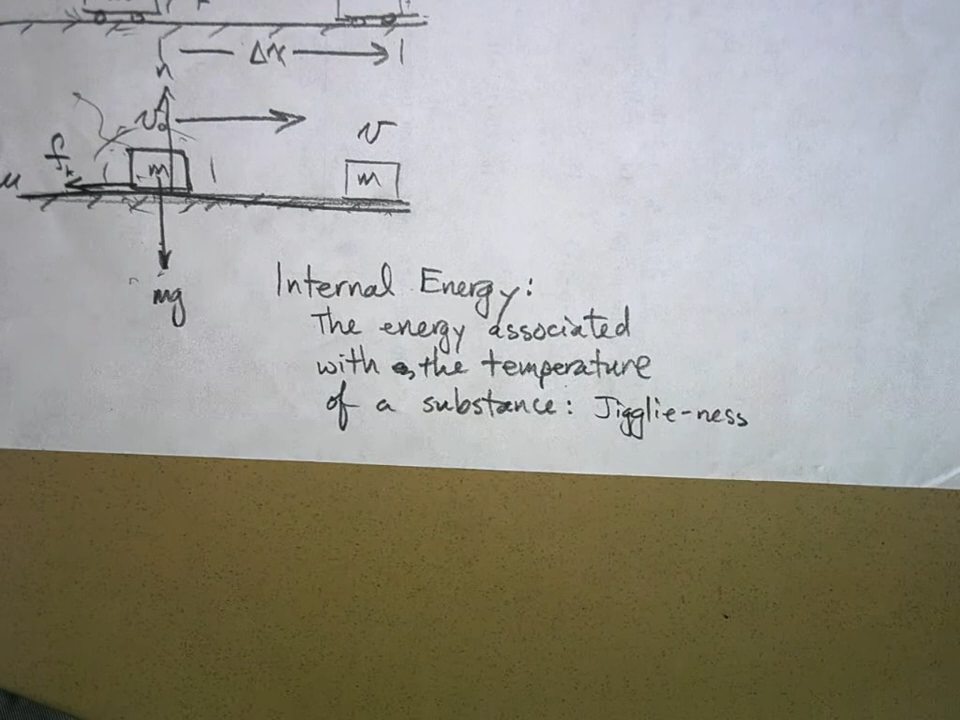 Δx
n
v₀
v
fₖ
m
m
μ
mg
Internal Energy:
The energy associated
with the temperature
of a substance: Jigglie-ness